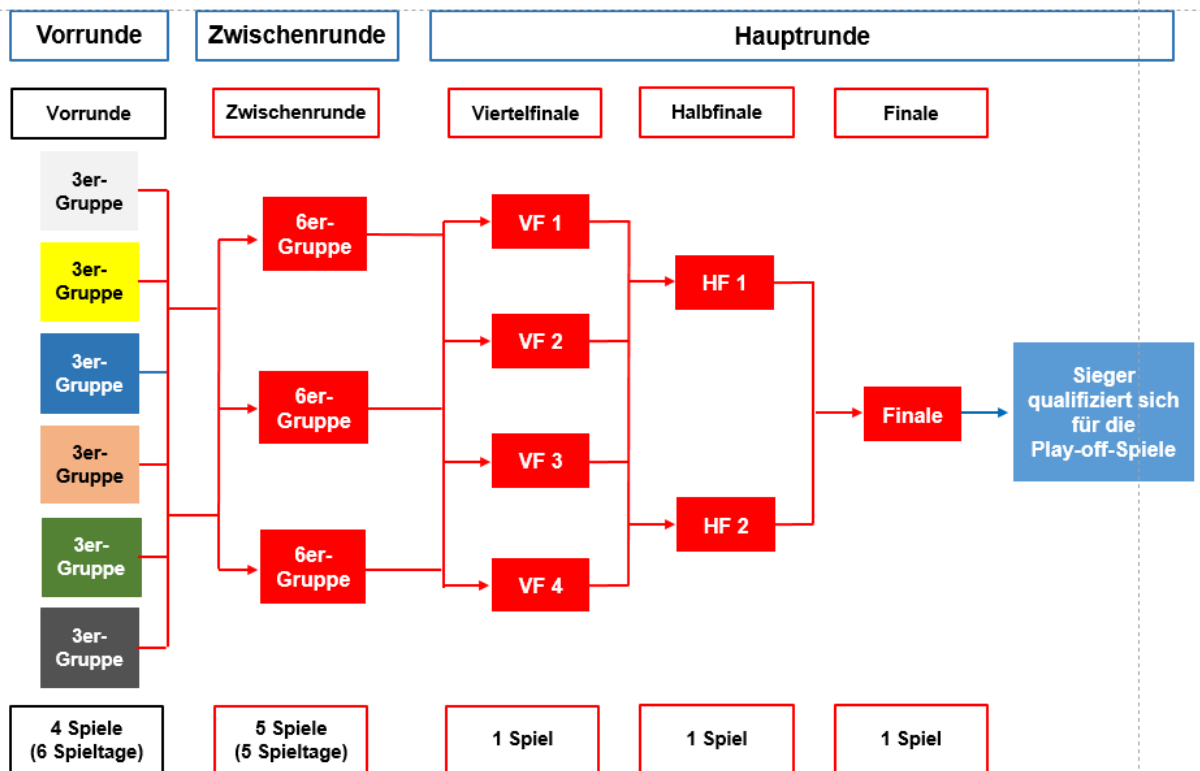 Vorrunde
Zwischenrunde
Hauptrunde
Vorrunde
Zwischenrunde
Viertelfinale
Halbfinale
Finale
3er-
Gruppe
3er-
Gruppe
3er-
Gruppe
3er-
Gruppe
3er-
Gruppe
3er-
Gruppe
6er-
Gruppe
6er-
Gruppe
6er-
Gruppe
VF 1
VF 2
VF 3
VF 4
HF 1
HF 2
Finale
Sieger
qualifiziert sich
für die
Play-off-Spiele
4 Spiele
(6 Spieltage)
5 Spiele
(5 Spieltage)
1 Spiel
1 Spiel
1 Spiel